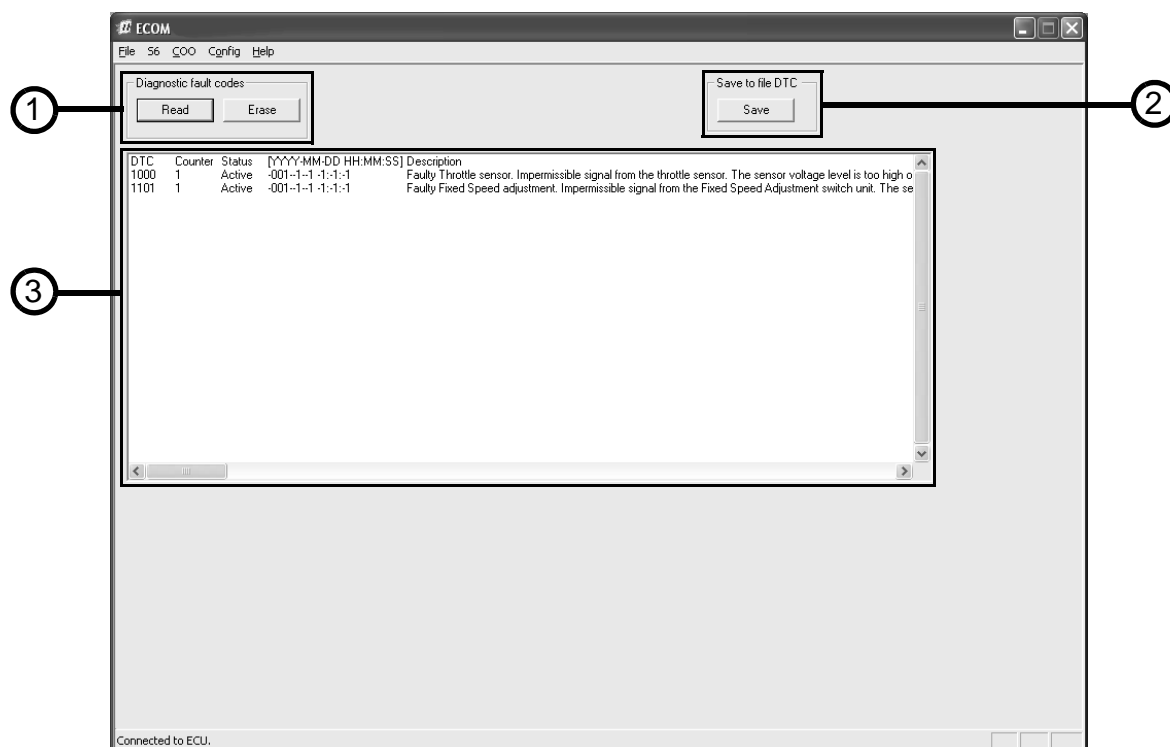 ECOM
File S6 COO Config Help
Diagnostic fault codes
Save to file DTC
1
Read Erase
Save
2
DTC Counter Status [YYYY-MM-DD HH:MM:SS] Description
1000 1 Active -001--1--1 -1:-1:-1 Faulty Throttle sensor. Impermissible signal from the throttle sensor. The sensor voltage level is too high o
1101 1 Active -001--1--1 -1:-1:-1 Faulty Fixed Speed adjustment. Impermissible signal from the Fixed Speed Adjustment switch unit. The se
3
Connected to ECU.